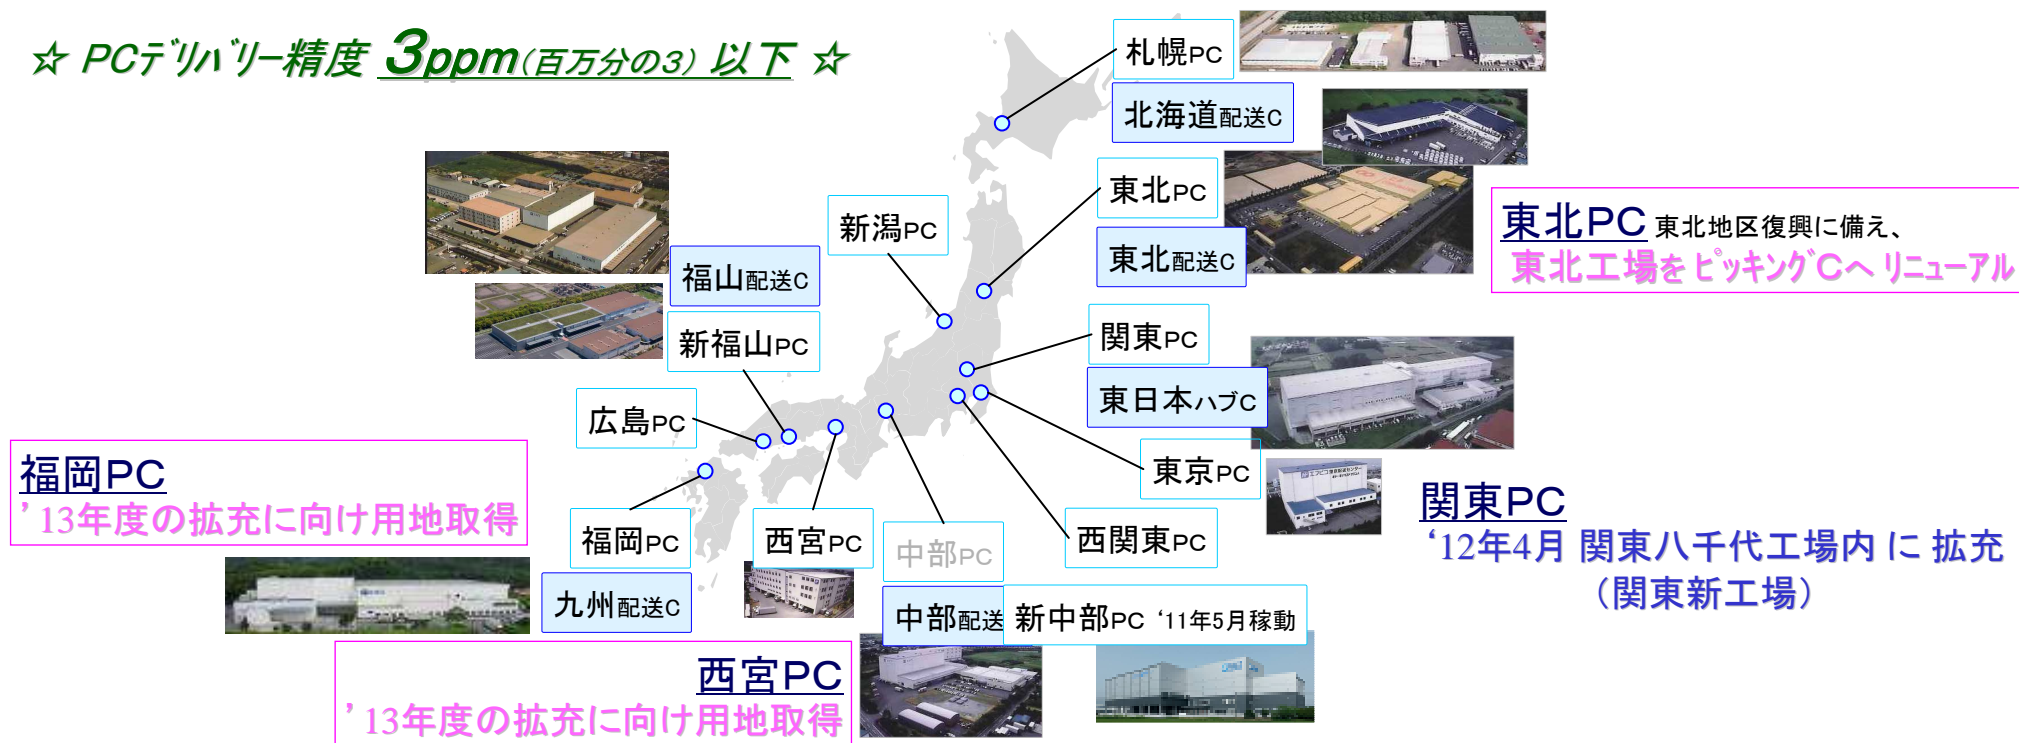 ☆ PCデリバリー精度 3ppm(百万分の3) 以下 ☆
札幌PC
北海道配送C
東北PC
東北配送C
新潟PC
東北PC 東北地区復興に備え、
東北工場をピッキングCへ リニューアル
福山配送C
新福山PC
関東PC
東日本ハブC
広島PC
東京PC
福岡PC
’13年度の拡充に向け用地取得
関東PC
‘12年4月 関東八千代工場内 に 拡充
（関東新工場）
福岡PC
西宮PC
中部PC
西関東PC
九州配送C
中部配送
新中部PC ‘11年5月稼動
西宮PC
’13年度の拡充に向け用地取得